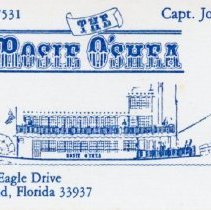 7531 Capt. Jo
THE
ROSIE O'SHEA
ROSIE O'SHEA
Eagle Drive
d, Florida 33937